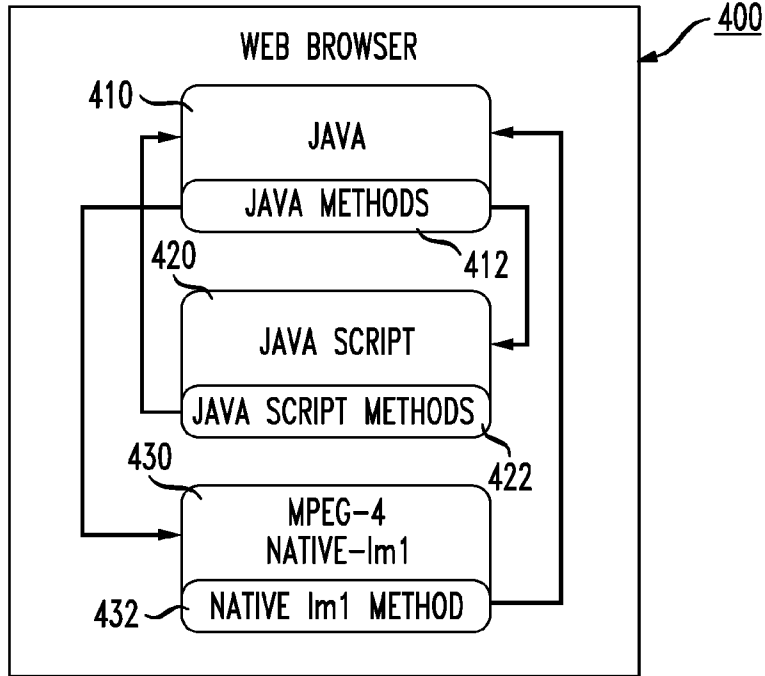 400
WEB BROWSER
410
JAVA
JAVA METHODS
412
420
JAVA SCRIPT
JAVA SCRIPT METHODS
422
430
MPEG-4
NATIVE-Im1
432
NATIVE Im1 METHOD